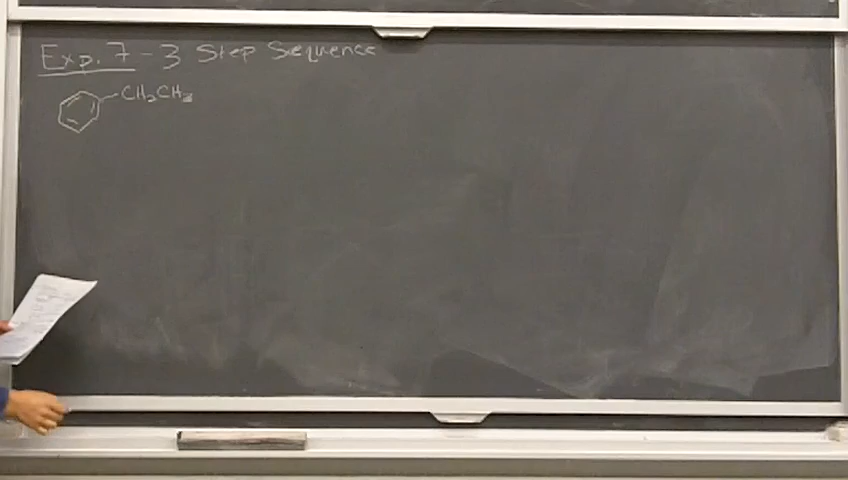 Exp. 7 - 3 Step Sequence
CH₂CH₃